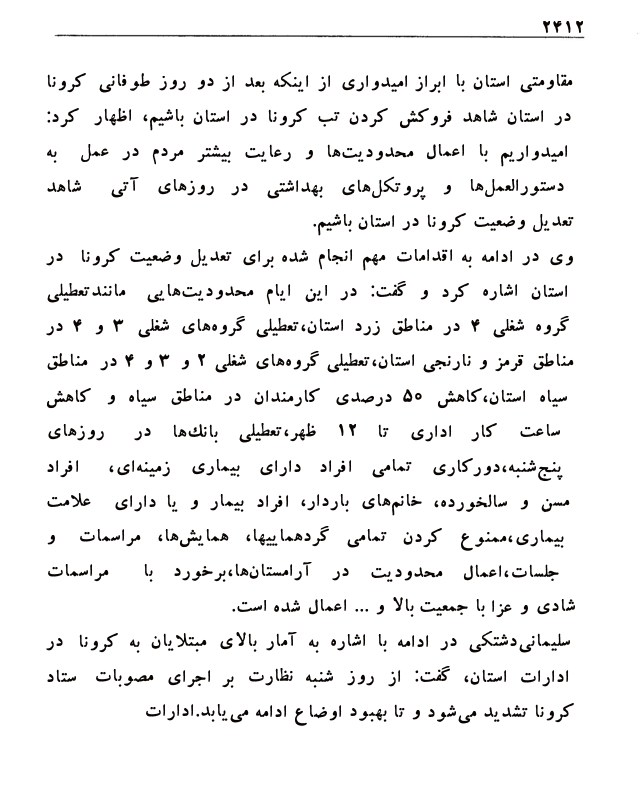 ۲۴۱۲
مقاومتی استان با ابراز امیدواری از اینکه بعد از دو روز طوفانی کرونا
در استان شاهد فروکش کردن تب کرونا در استان باشیم، اظهار کرد:
امیدواریم با اعمال محدودیت‌ها و رعایت بیشتر مردم در عمل به
دستورالعمل‌ها و پروتکل‌های بهداشتی در روزهای آتی شاهد
تعدیل وضعیت کرونا در استان باشیم.
وی در ادامه به اقدامات مهم انجام شده برای تعدیل وضعیت کرونا در
استان اشاره کرد و گفت: در این ایام محدودیت‌هایی مانندتعطیلی
گروه شغلی ۴ در مناطق زرد استان،تعطیلی گروه‌های شغلی ۳ و ۴ در
مناطق قرمز و نارنجی استان،تعطیلی گروه‌های شغلی ۲ و ۳ و ۴ در مناطق
سیاه استان،کاهش ۵۰ درصدی کارمندان در مناطق سیاه و کاهش
ساعت کار اداری تا ۱۲ ظهر،تعطیلی بانك‌ها در روزهای
پنج‌شنبه،دورکاری تمامی افراد دارای بیماری زمینه‌ای، افراد
مسن و سالخورده، خانم‌های باردار، افراد بیمار و یا دارای علامت
بیماری،ممنوع کردن تمامی گردهماییها، همایش‌ها، مراسمات و
جلسات،اعمال محدودیت در آرامستان‌ها،برخورد با مراسمات
شادی و عزا با جمعیت بالا و ... اعمال شده است.
سلیمانی‌دشتکی در ادامه با اشاره به آمار بالای مبتلایان به کرونا در
ادارات استان، گفت: از روز شنبه نظارت بر اجرای مصوبات ستاد
کرونا تشدید می‌شود و تا بهبود اوضاع ادامه می‌یابد.ادارات